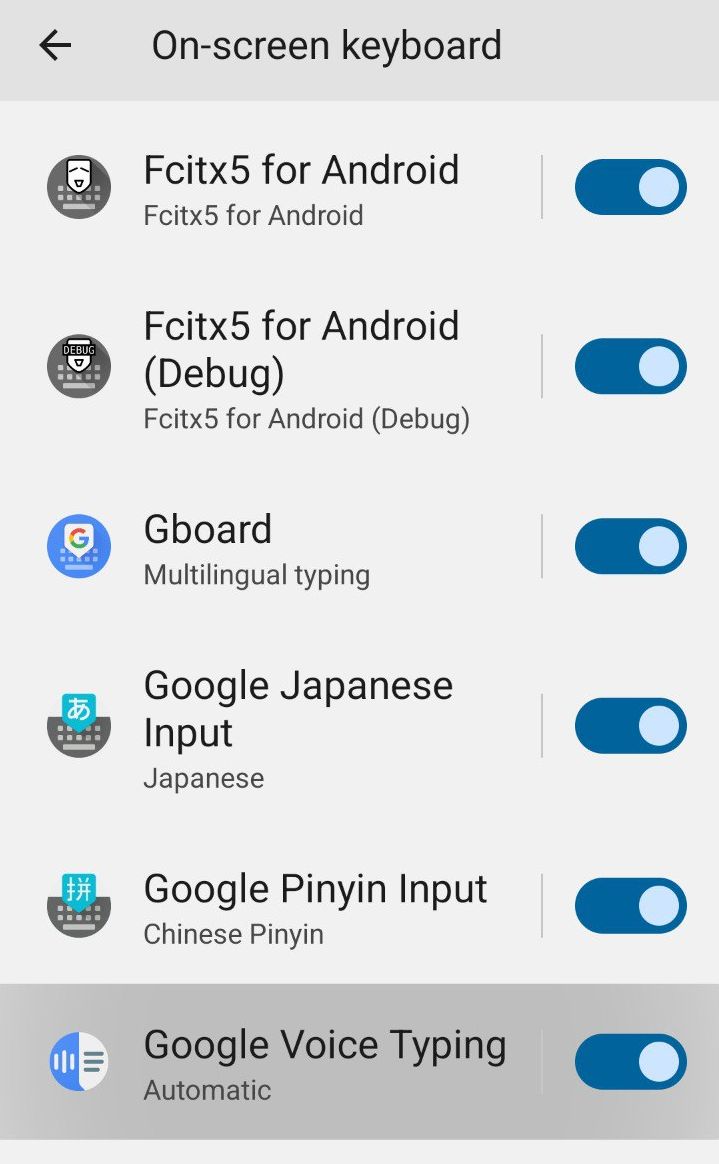 On-screen keyboard
Fcitx5 for Android
Fcitx5 for Android
DEBUG
Fcitx5 for Android
(Debug)
Fcitx5 for Android (Debug)
G
Gboard
Multilingual typing
あ
Google Japanese
Input
Japanese
拼
Google Pinyin Input
Chinese Pinyin
Google Voice Typing
Automatic